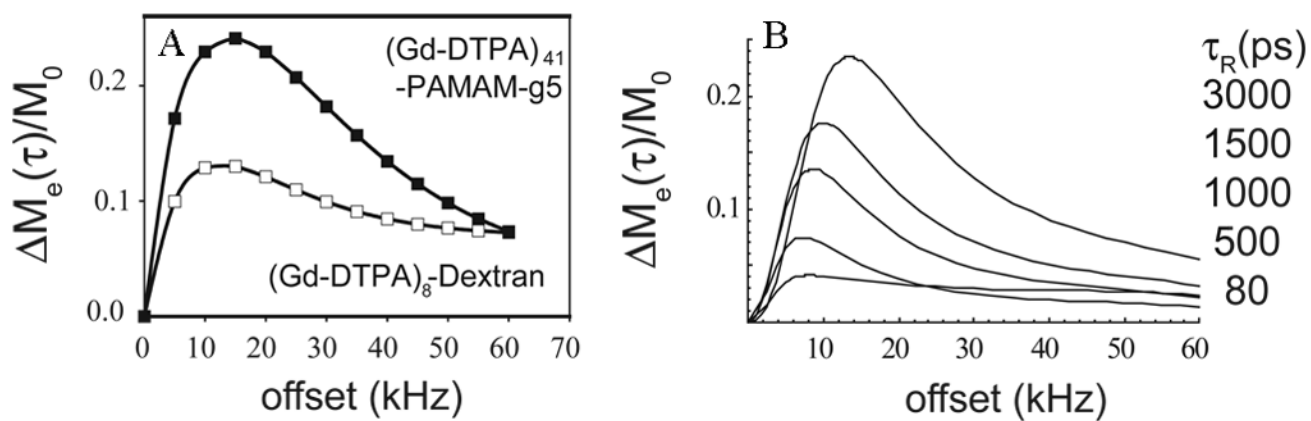 A
(Gd-DTPA)41
-PAMAM-g5
(Gd-DTPA)8-Dextran
ΔMe(τ)/M0
0.2
0.1
0.0
0 10 20 30 40 50 60 70
offset (kHz)
B
ΔMe(τ)/M0
0.2
0.1
10 20 30 40 50 60
offset (kHz)
τR(ps)
3000
1500
1000
500
80